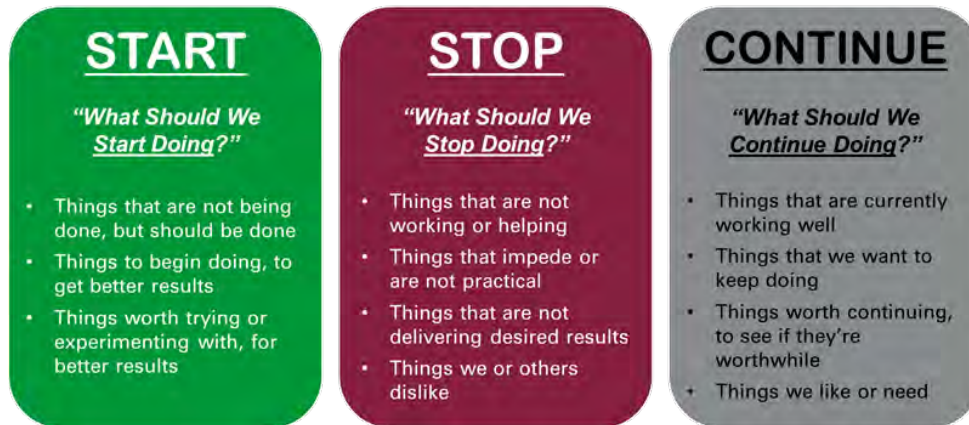 START
“What Should We
Start Doing?”
• Things that are not being
done, but should be done
• Things to begin doing, to
get better results
• Things worth trying or
experimenting with, for
better results
STOP
“What Should We
Stop Doing?”
• Things that are not
working or helping
• Things that impede or
are not practical
• Things that are not
delivering desired results
• Things we or others
dislike
CONTINUE
“What Should We
Continue Doing?”
• Things that are currently
working well
• Things that we want to
keep doing
• Things worth continuing,
to see if they’re
worthwhile
• Things we like or need